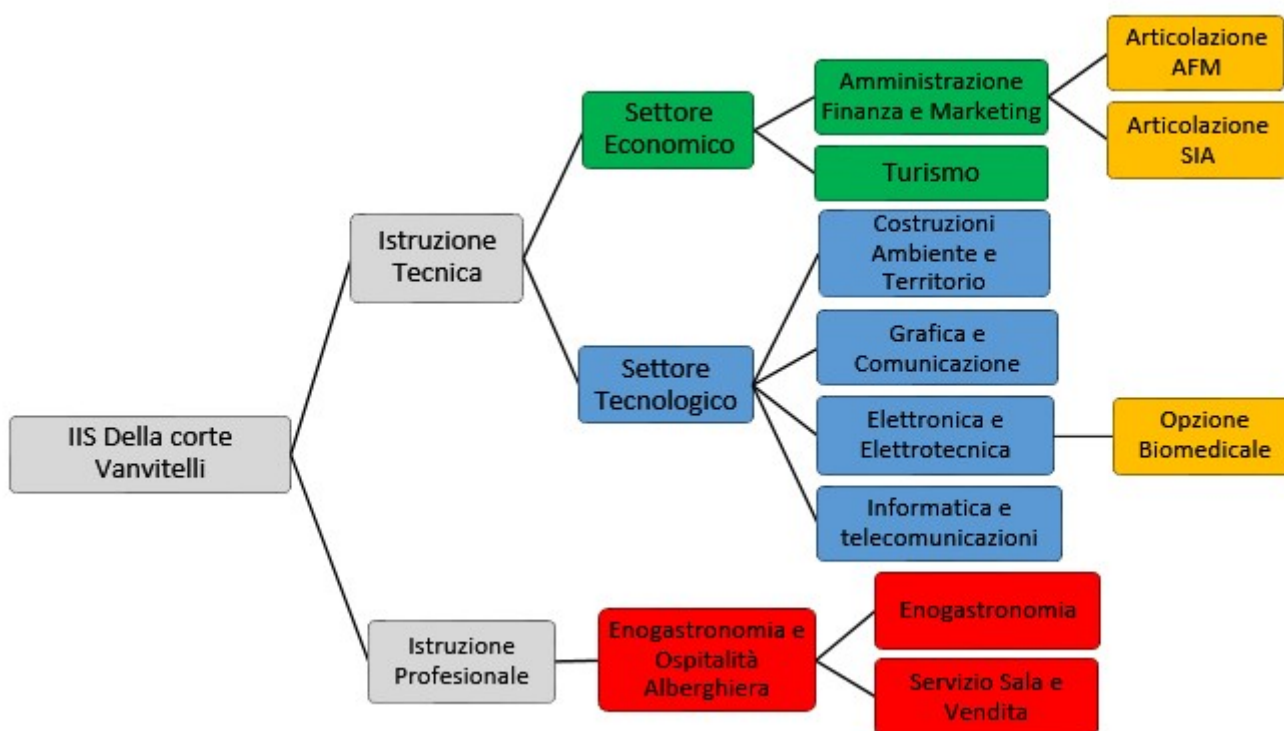 IIS Della corte
Vanvitelli
Istruzione
Tecnica
Settore
Economico
Amministrazione
Finanza e Marketing
Articolazione
AFM
Articolazione
SIA
Turismo
Settore
Tecnologico
Costruzioni
Ambiente e
Territorio
Grafica e
Comunicazione
Elettronica e
Elettrotecnica
Opzione
Biomedicale
Informatica e
telecomunicazioni
Istruzione
Profesionale
Enogastronomia e
Ospitalità
Alberghiera
Enogastronomia
Servizio Sala e
Vendita